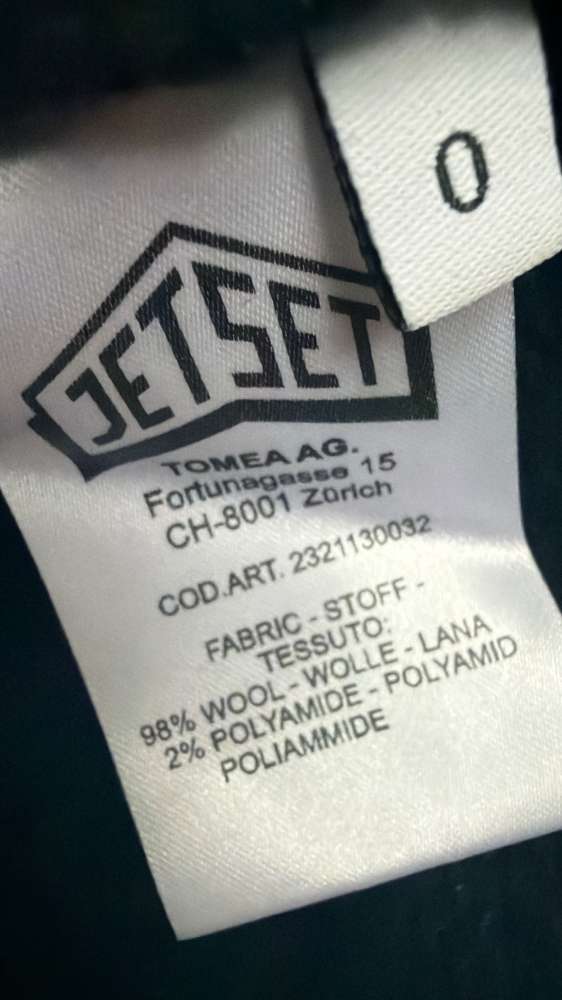 0
JETSET
TOMEA AG.
Fortunagasse 15
CH-8001 Zürich
COD.ART. 2321130032
FABRIC - STOFF -
TESSUTO:
98% WOOL - WOLLE - LANA
2% POLYAMIDE - POLYAMID
POLIAMMIDE